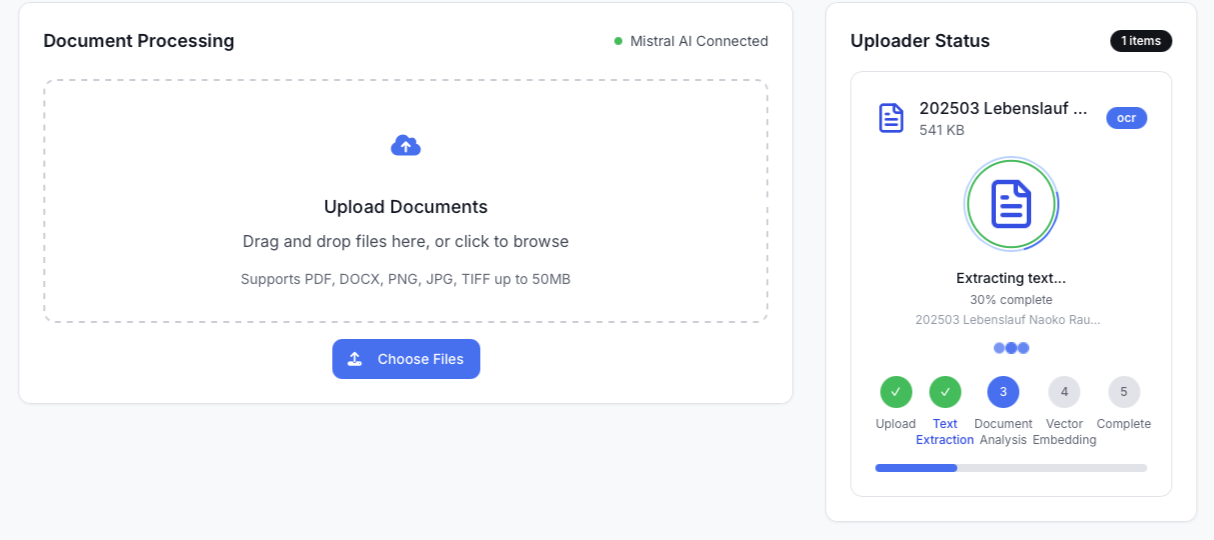 Document Processing
Mistral AI Connected
Upload Documents
Drag and drop files here, or click to browse
Supports PDF, DOCX, PNG, JPG, TIFF up to 50MB
Choose Files
Uploader Status
1 items
202503 Lebenslauf ...
541 KB
ocr
Extracting text...
30% complete
202503 Lebenslauf Naoko Rau...
3
4
5
Upload
Text Extraction
Document Analysis
Vector Embedding
Complete